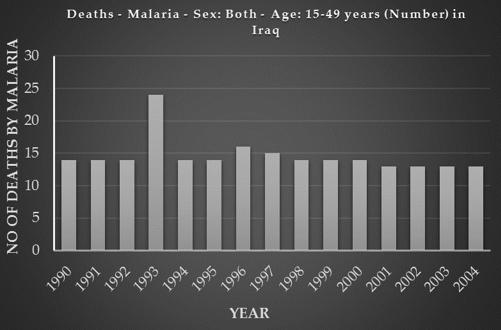 Deaths - Malaria - Sex: Both - Age: 15-49 years (Number) in
Iraq
NO OF DEATHS BY MALARIA
30
25
20
15
10
5
0
1990 1991 1992 1993 1994 1995 1996 1997 1998 1999 2000 2001 2002 2003 2004
YEAR